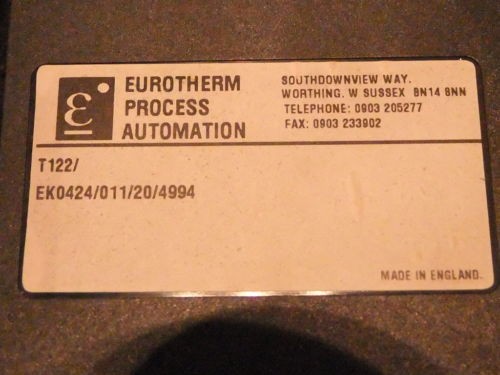 EUROTHERM
PROCESS
AUTOMATION
SOUTHDOWNVIEW WAY.
WORTHING. W SUSSEX BN14 8NN
TELEPHONE: 0903 205277
FAX: 0903 233902
T122/
EK0424/011/20/4994
MADE IN ENGLAND.